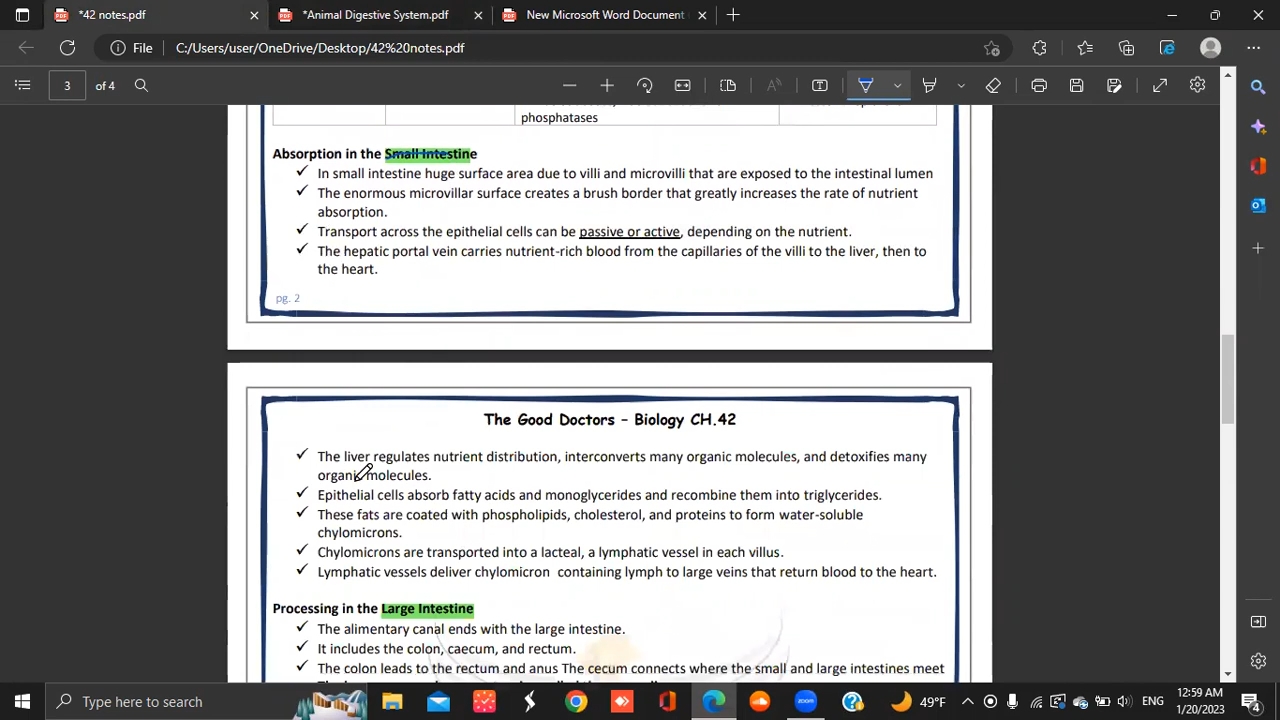 *42 notes.pdf
*Animal Digestive System.pdf
New Microsoft Word Document
File
C:/Users/user/OneDrive/Desktop/42%20notes.pdf
3 of 4
phosphatases
Absorption in the Small Intestine
✓ In small intestine huge surface area due to villi and microvilli that are exposed to the intestinal lumen
✓ The enormous microvillar surface creates a brush border that greatly increases the rate of nutrient
absorption.
✓ Transport across the epithelial cells can be passive or active, depending on the nutrient.
✓ The hepatic portal vein carries nutrient-rich blood from the capillaries of the villi to the liver, then to
the heart.
pg. 2
The Good Doctors – Biology CH.42
✓ The liver regulates nutrient distribution, interconverts many organic molecules, and detoxifies many
organic molecules.
✓ Epithelial cells absorb fatty acids and monoglycerides and recombine them into triglycerides.
✓ These fats are coated with phospholipids, cholesterol, and proteins to form water-soluble
chylomicrons.
✓ Chylomicrons are transported into a lacteal, a lymphatic vessel in each villus.
✓ Lymphatic vessels deliver chylomicron containing lymph to large veins that return blood to the heart.
Processing in the Large Intestine
✓ The alimentary canal ends with the large intestine.
✓ It includes the colon, caecum, and rectum.
✓ The colon leads to the rectum and anus The cecum connects where the small and large intestines meet
Type here to search
zoom
49°F
ENG
12:59 AM
1/20/2023
4